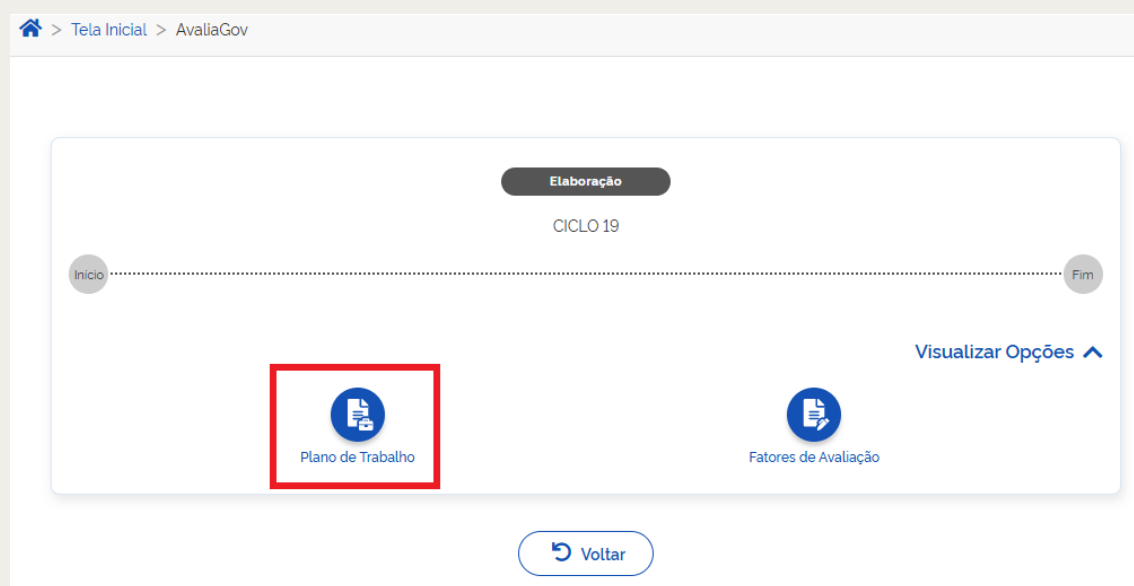 > Tela Inicial > AvaliaGov
Elaboração
CICLO 19
Início
Fim
Visualizar Opções
Plano de Trabalho
Fatores de Avaliação
Voltar